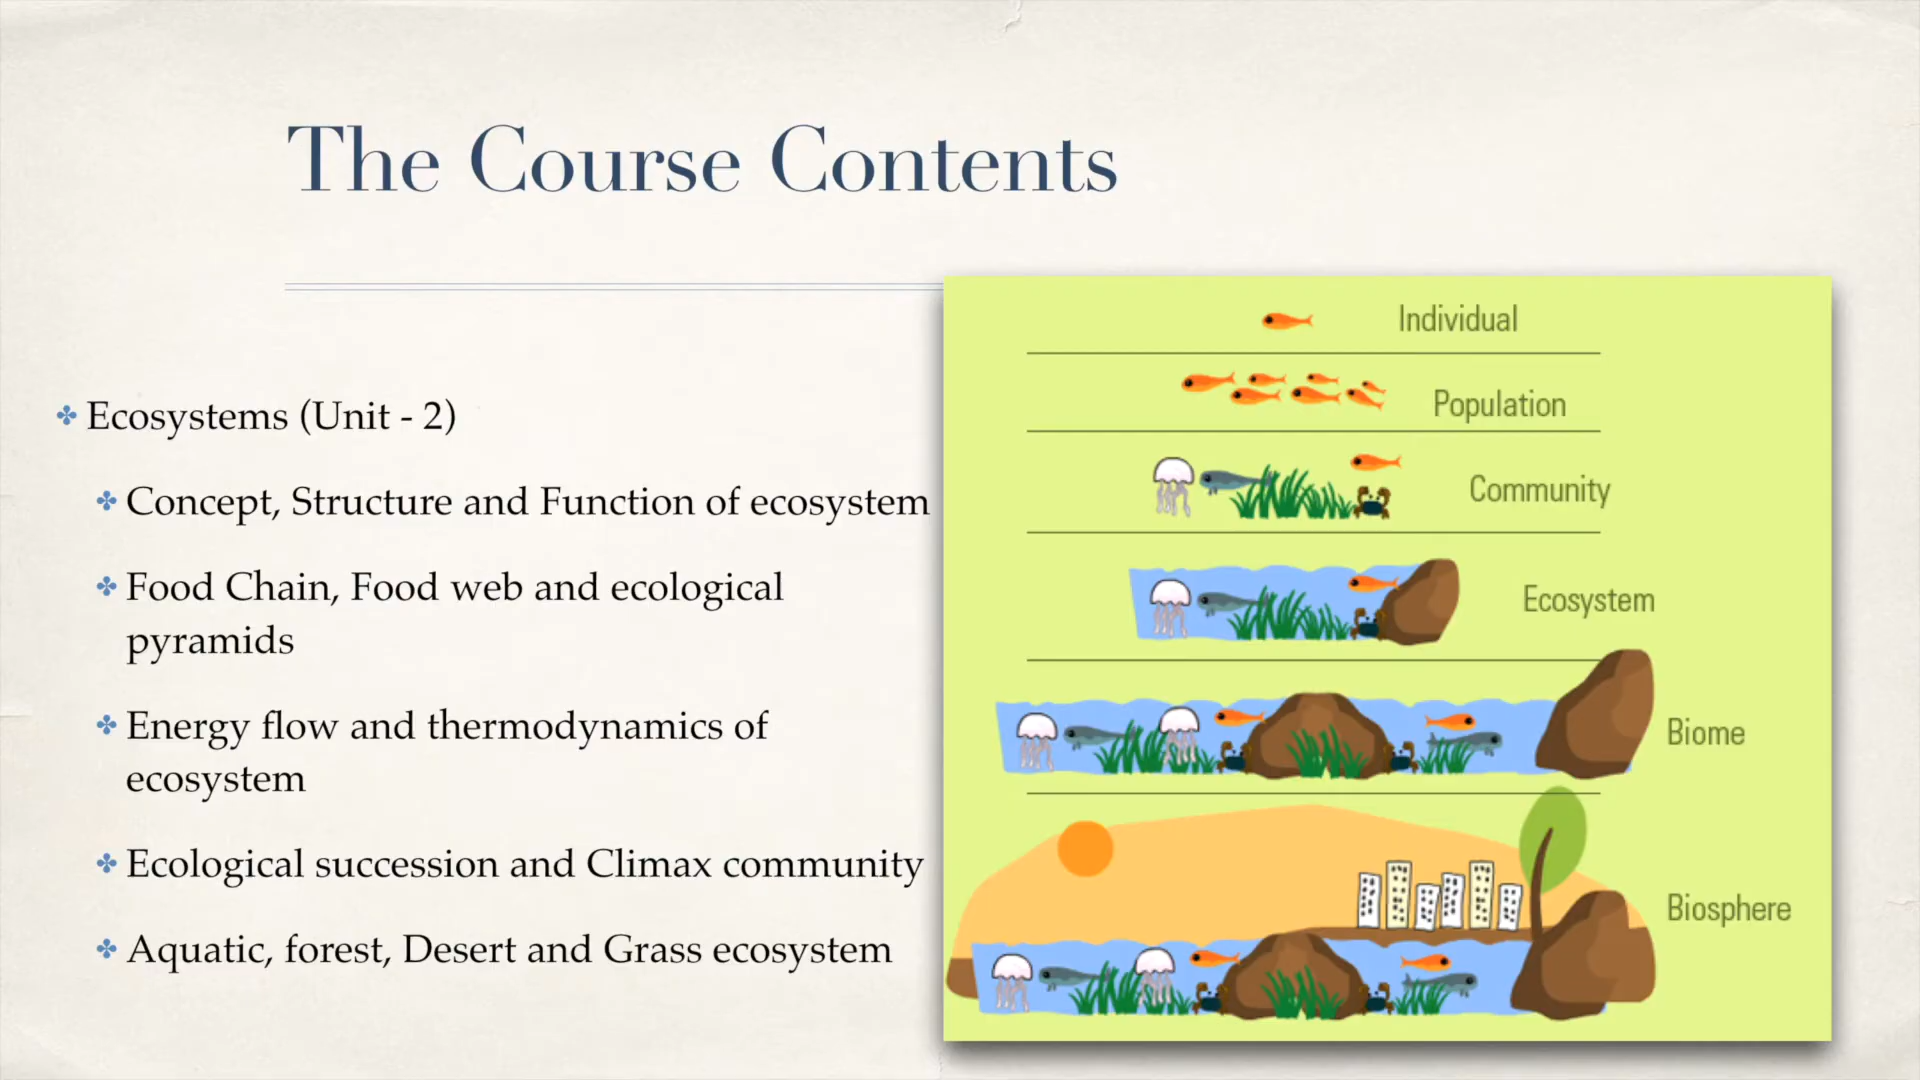 The Course Contents
Ecosystems (Unit - 2)
Concept, Structure and Function of ecosystem
Food Chain, Food web and ecological
pyramids
Energy flow and thermodynamics of
ecosystem
Ecological succession and Climax community
Aquatic, forest, Desert and Grass ecosystem
Individual
Population
Community
Ecosystem
Biome
Biosphere